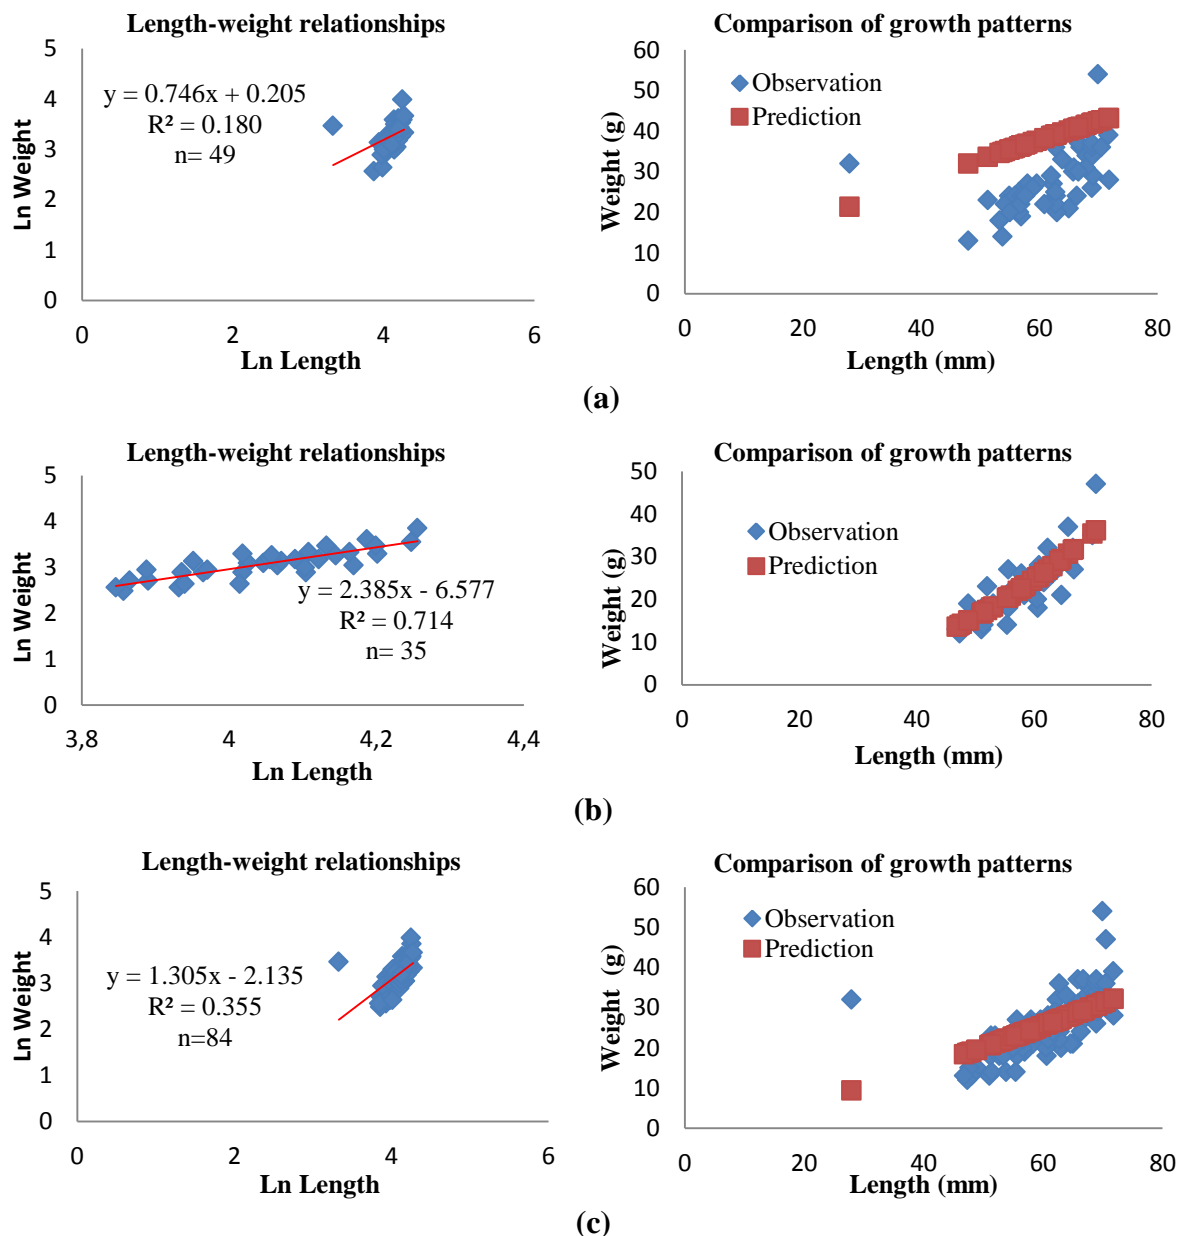 Length-weight relationships
5
4
3
2
1
0
Ln Weight
y = 0.746x + 0.205
R² = 0.180
n= 49
0
2
4
6
Ln Length
Comparison of growth patterns
60
50
40
30
20
10
0
Weight (g)
Observation
Prediction
0
20
40
60
80
Length (mm)
(a)
Length-weight relationships
5
4
3
2
1
0
Ln Weight
y = 2.385x - 6.577
R² = 0.714
n= 35
3,8
4
4,2
4,4
Ln Length
Comparison of growth patterns
50
40
30
20
10
0
Weight (g)
Observation
Prediction
0
20
40
60
80
Length (mm)
(b)
Length-weight relationships
5
4
3
2
1
0
Ln Weight
y = 1.305x - 2.135
R² = 0.355
n=84
0
2
4
6
Ln Length
Comparison of growth patterns
60
50
40
30
20
10
0
Weight (g)
Observation
Prediction
0
20
40
60
80
Length (mm)
(c)